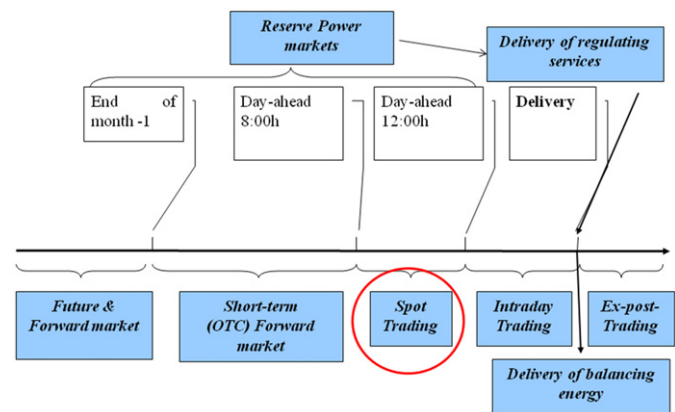 Reserve Power
markets
Delivery of regulating
services
End of
month -1
Day-ahead
8:00h
Day-ahead
12:00h
Delivery
Future &
Forward market
Short-term
(OTC) Forward
market
Spot
Trading
Intraday
Trading
Ex-post-
Trading
Delivery of balancing
energy